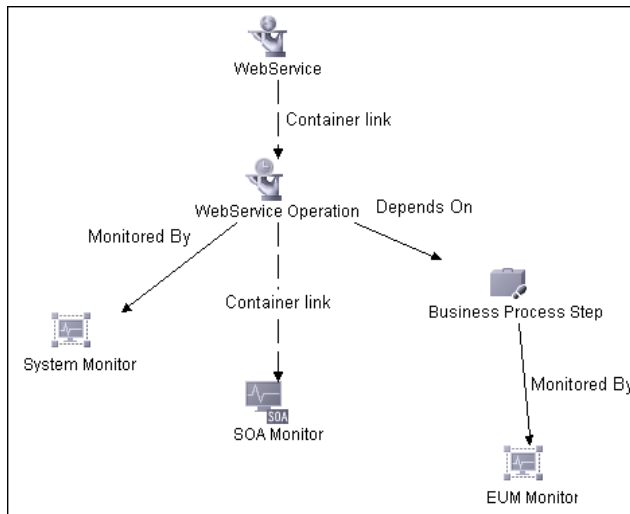 WebService
Container link
WebService Operation
Depends On
Monitored By
Container link
Business Process Step
System Monitor
Monitored By
SOA
SOA Monitor
EUM Monitor